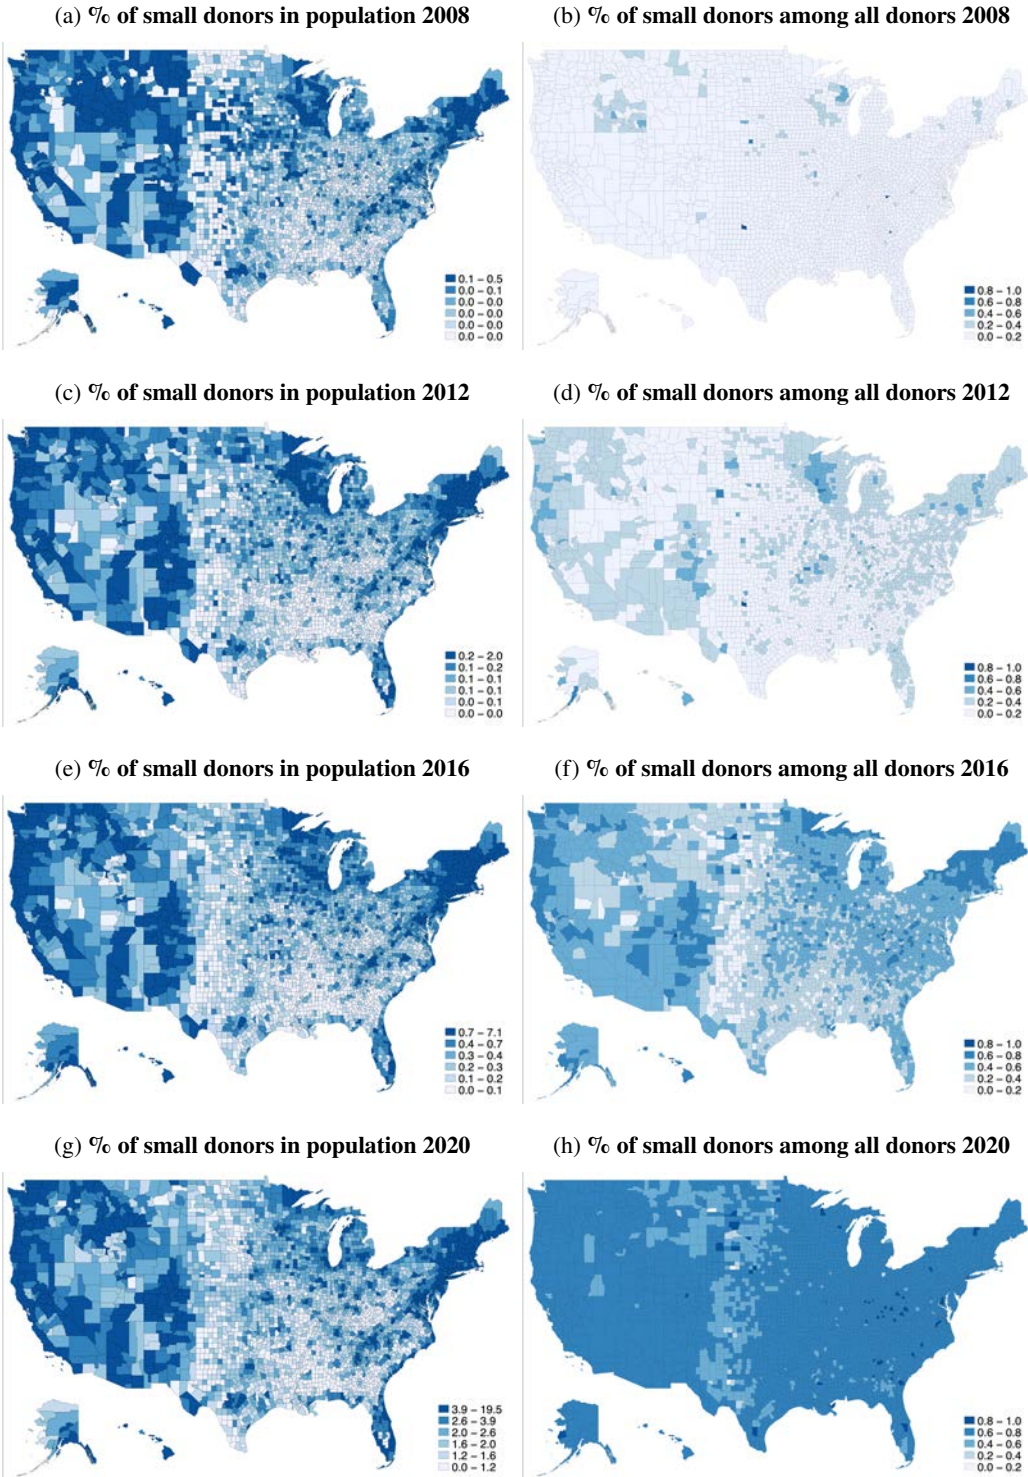 (a) % of small donors in population 2008
(b) % of small donors among all donors 2008
0.1 – 0.5
0.0 – 0.1
0.0 – 0.0
0.0 – 0.0
0.0 – 0.0
0.0 – 0.0
0.8 – 1.0
0.6 – 0.8
0.4 – 0.6
0.2 – 0.4
0.0 – 0.2
(c) % of small donors in population 2012
(d) % of small donors among all donors 2012
0.2 – 2.0
0.1 – 0.2
0.1 – 0.1
0.1 – 0.1
0.0 – 0.1
0.0 – 0.0
0.8 – 1.0
0.6 – 0.8
0.4 – 0.6
0.2 – 0.4
0.0 – 0.2
(e) % of small donors in population 2016
(f) % of small donors among all donors 2016
0.7 – 7.1
0.4 – 0.7
0.3 – 0.4
0.2 – 0.3
0.1 – 0.2
0.0 – 0.1
0.8 – 1.0
0.6 – 0.8
0.4 – 0.6
0.2 – 0.4
0.0 – 0.2
(g) % of small donors in population 2020
(h) % of small donors among all donors 2020
3.9 – 19.5
2.6 – 3.9
2.0 – 2.6
1.6 – 2.0
1.2 – 1.6
0.0 – 1.2
0.8 – 1.0
0.6 – 0.8
0.4 – 0.6
0.2 – 0.4
0.0 – 0.2